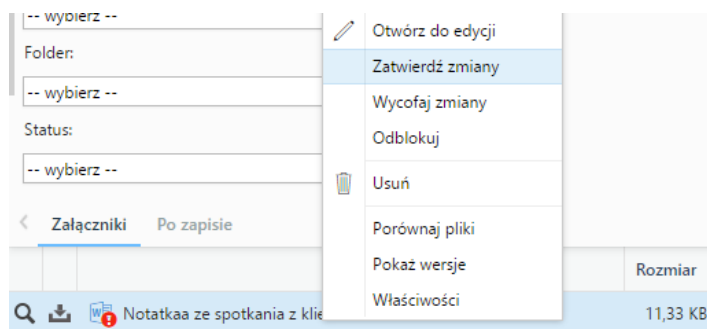 -- wybierz --
Folder:
-- wybierz --
Status:
-- wybierz --
Otwórz do edycji
Zatwierdź zmiany
Wycofaj zmiany
Odblokuj
Usuń
Porównaj pliki
Pokaż wersje
Właściwości
Załączniki Po zapisie
Rozmiar
Notatkaa ze spotkania z klie 11,33 KB